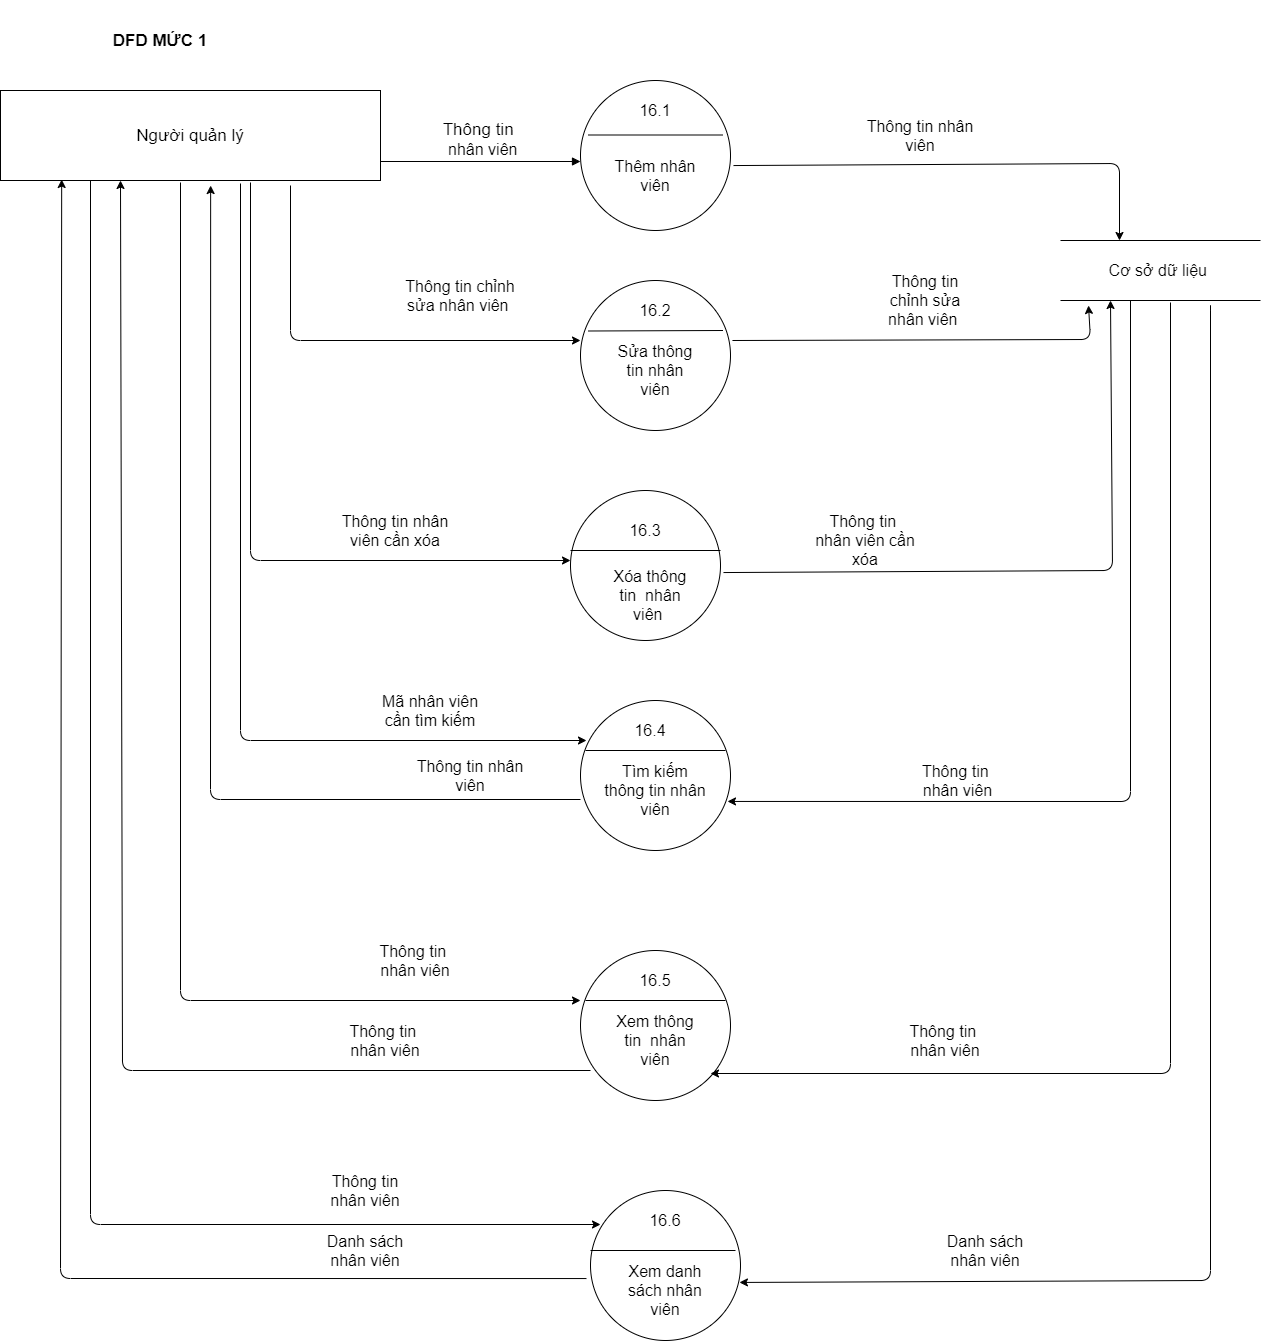 DFD MỨC 1
Người quản lý
Thông tin
nhân viên
16.1
Thêm nhân
viên
Thông tin nhân
viên
Cơ sở dữ liệu
Thông tin chỉnh
sửa nhân viên
16.2
Sửa thông
tin nhân
viên
Thông tin
chỉnh sửa
nhân viên
Thông tin nhân
viên cần xóa
16.3
Xóa thông
tin nhân
viên
Thông tin
nhân viên cần
xóa
Mã nhân viên
cần tìm kiếm
Thông tin nhân
viên
16.4
Tìm kiếm
thông tin nhân
viên
Thông tin
nhân viên
Thông tin
nhân viên
Thông tin
nhân viên
16.5
Xem thông
tin nhân
viên
Thông tin
nhân viên
Thông tin
nhân viên
Danh sách
nhân viên
16.6
Xem danh
sách nhân
viên
Danh sách
nhân viên